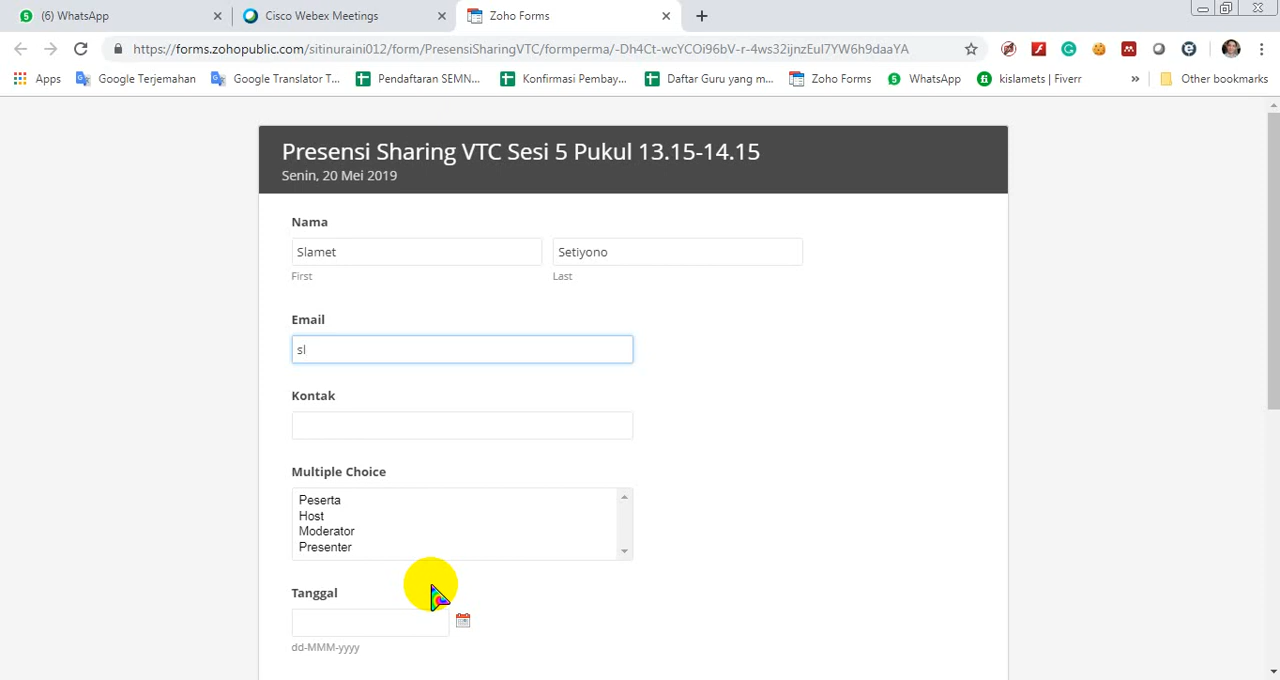 (6) WhatsApp
Cisco Webex Meetings
Zoho Forms
https://forms.zohopublic.com/sitinuraini012/form/PresensiSharingVTC/formperma/-Dh4Ct-wcYCOi96bV-r-4ws32ijnzEuI7YW6h9daaYA
Apps Google Terjemahan Google Translator T... Pendaftaran SEMN... Konfirmasi Pembay... Daftar Guru yang m... Zoho Forms WhatsApp kislamets | Fiverr » Other bookmarks
Presensi Sharing VTC Sesi 5 Pukul 13.15-14.15
Senin, 20 Mei 2019
Nama
Slamet Setiyono
First Last
Email
sl
Kontak
Multiple Choice
Peserta
Host
Moderator
Presenter
Tanggal
dd-MMM-yyyy